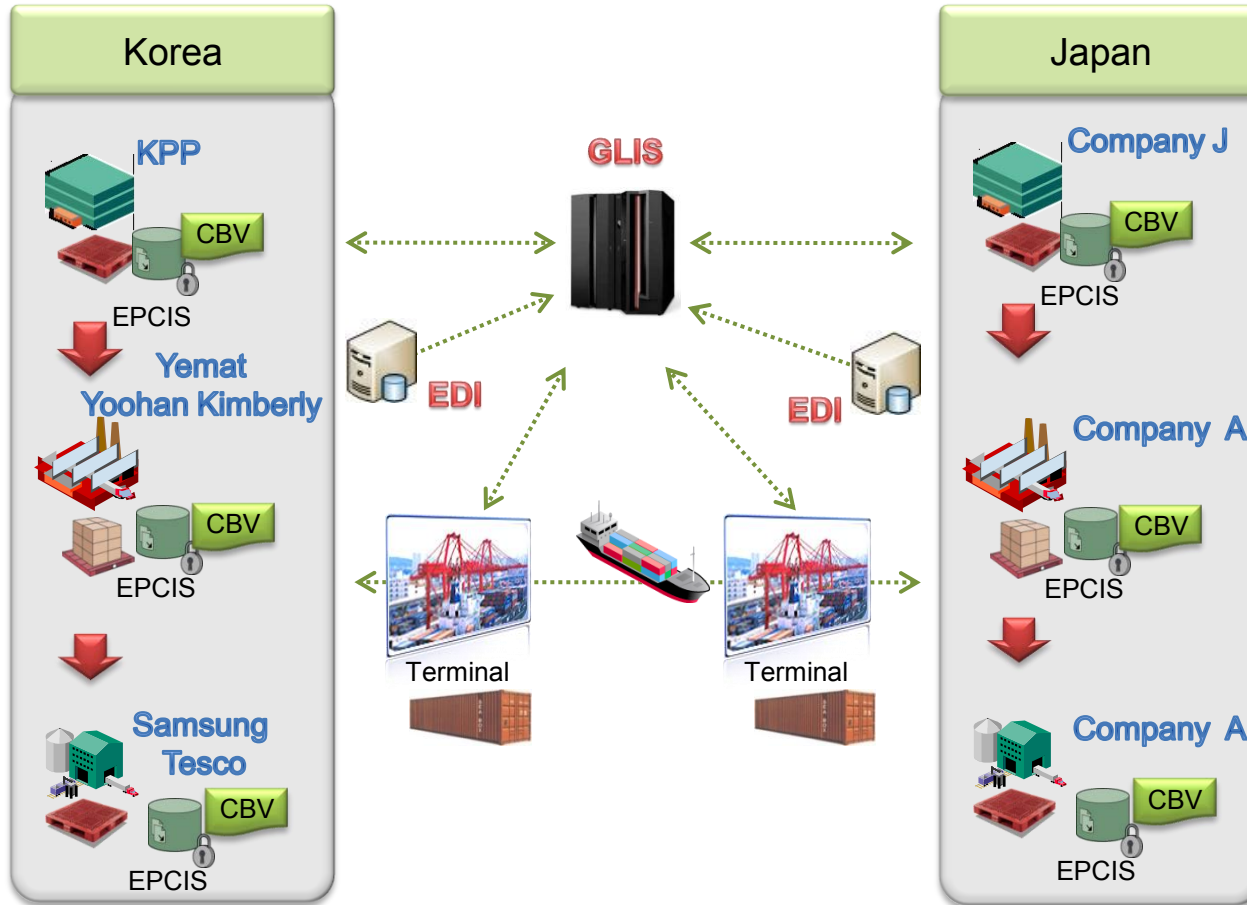 Korea
KPP
CBV
EPCIS
Yemat
Yoohan Kimberly
CBV
EPCIS
Samsung
Tesco
CBV
EPCIS
GLIS
EDI
EDI
Terminal
Terminal
Japan
Company J
CBV
EPCIS
Company A
CBV
EPCIS
Company A
CBV
EPCIS